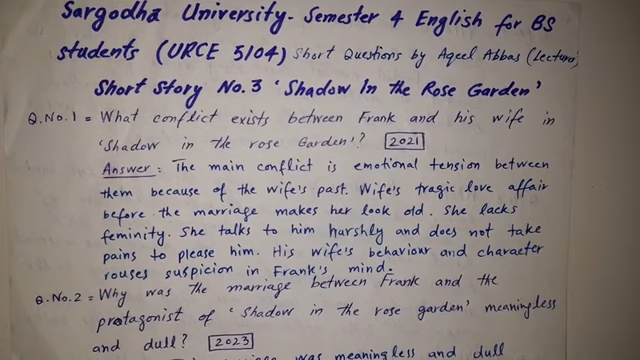 Sargodha University- Semester 4 English for BS
students (URCE 5104) Short Questions by Aqeel Abbas (Lecturer)
Short Story No.3 'Shadow In the Rose Garden'
Q.No.1 = What conflict exists between Frank and his wife in
'Shadow in the rose Garden'? 2021
Answer: The main conflict is emotional tension between
them because of the wife's past. Wife's tragic love affair
before the marriage makes her look old. She lacks
feminity. She talks to him harshly and does not take
pains to please him. His wife's behaviour and character
rouses suspicion in Frank's mind.
Q.No.2 = Why was the marriage between Frank and the
protagonist of 'Shadow in the rose garden' meaningless
and dull? 2023
was meaningless and dull